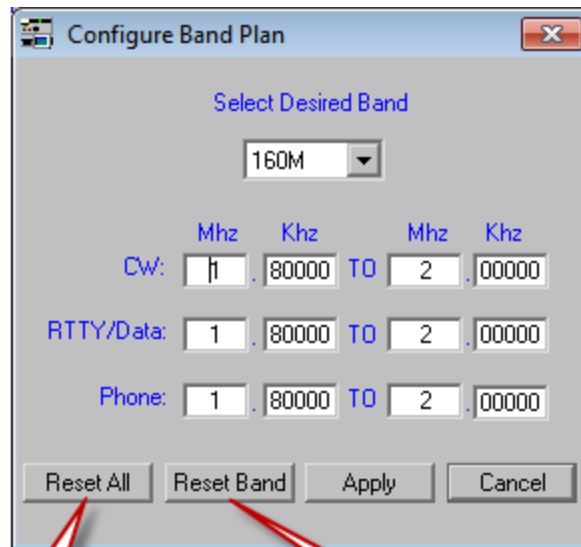 Configure Band Plan
Select Desired Band
160M
Mhz Khz Mhz Khz
CW: 1 . 80000 TO 2 . 00000
RTTY/Data: 1 . 80000 TO 2 . 00000
Phone: 1 . 80000 TO 2 . 00000
Reset All Reset Band Apply Cancel